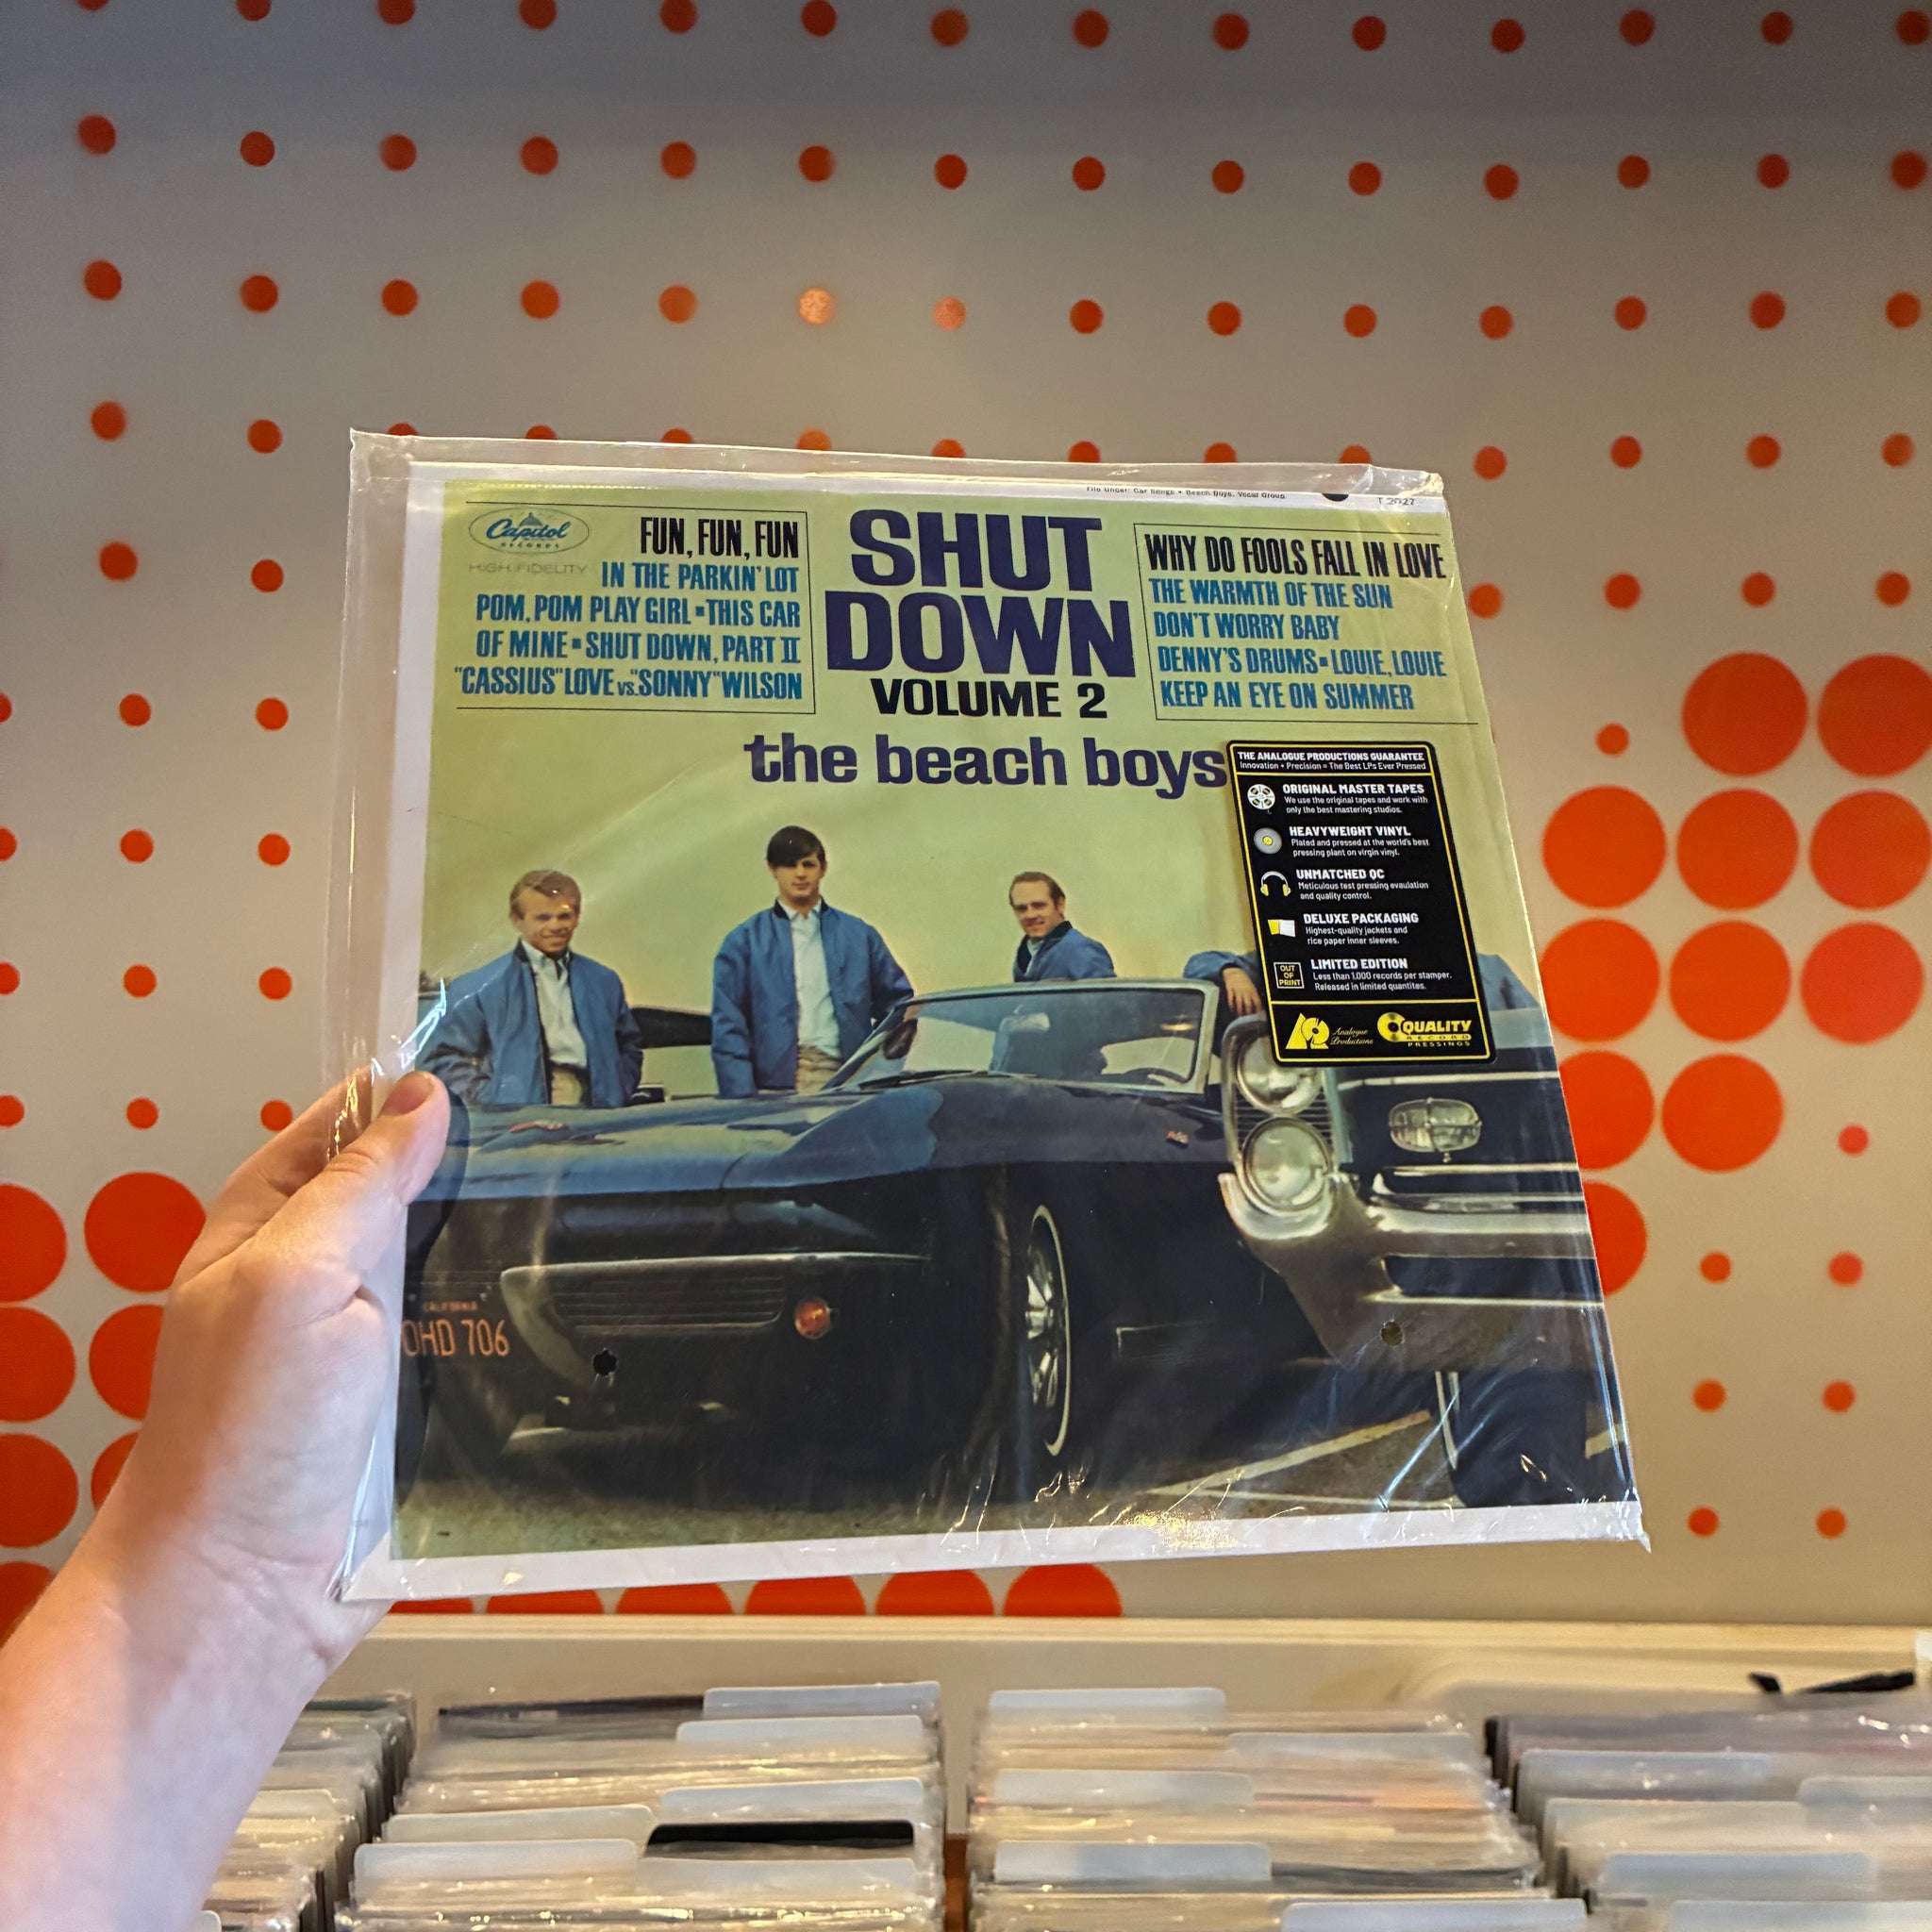 File Under: Car Songs • Beach Boys, Vocal Group
T 2027
Capitol
RECORDS
HIGH FIDELITY
FUN, FUN, FUN
IN THE PARKIN' LOT
POM, POM PLAY GIRL ▪ THIS CAR
OF MINE ▪ SHUT DOWN, PART II
"CASSIUS" LOVE vs. "SONNY" WILSON
SHUT
DOWN
VOLUME 2
the beach boys
WHY DO FOOLS FALL IN LOVE
THE WARMTH OF THE SUN
DON'T WORRY BABY
DENNY'S DRUMS ▪ LOUIE, LOUIE
KEEP AN EYE ON SUMMER
THE ANALOGUE PRODUCTIONS GUARANTEE
Innovation + Precision = The Best LPs Ever Pressed
ORIGINAL MASTER TAPES
We use the original tapes and work with
only the best mastering studios.
HEAVYWEIGHT VINYL
Plated and pressed at the world's best
pressing plant on virgin vinyl.
UNMATCHED QC
Meticulous test pressing evaulation
and quality control.
DELUXE PACKAGING
Highest-quality jackets and
rice paper inner sleeves.
OUT
OF
PRINT
LIMITED EDITION
Less than 1,000 records per stamper.
Released in limited quantites.
Analogue
Productions
QUALITY
RECORD
PRESSINGS
CALIFORNIA
OHD 706